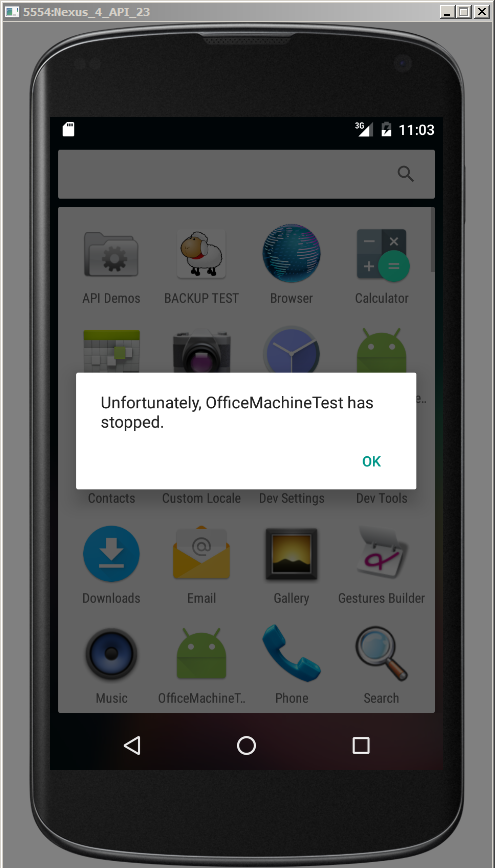 5554:Nexus_4_API_23
3G 11:03
API Demos BACKUP TEST Browser Calculator
Unfortunately, OfficeMachineTest has
stopped.
OK
Contacts Custom Locale Dev Settings Dev Tools
Downloads Email Gallery Gestures Builder
Music OfficeMachineT.. Phone Search